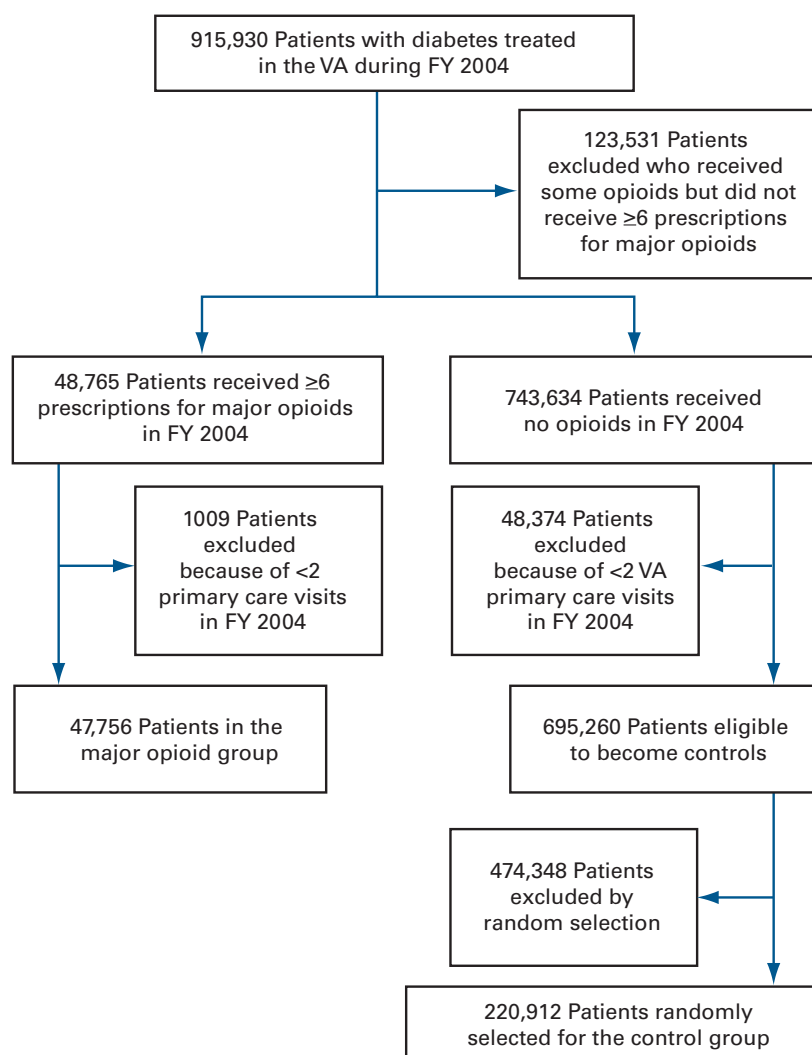 915,930 Patients with diabetes treated
in the VA during FY 2004
123,531 Patients
excluded who received
some opioids but did not
receive ≥6 prescriptions
for major opioids
48,765 Patients received ≥6
prescriptions for major opioids
in FY 2004
743,634 Patients received
no opioids in FY 2004
1009 Patients
excluded
because of <2
primary care visits
in FY 2004
48,374 Patients
excluded
because of <2 VA
primary care visits
in FY 2004
47,756 Patients in the
major opioid group
695,260 Patients eligible
to become controls
474,348 Patients
excluded by
random selection
220,912 Patients randomly
selected for the control group